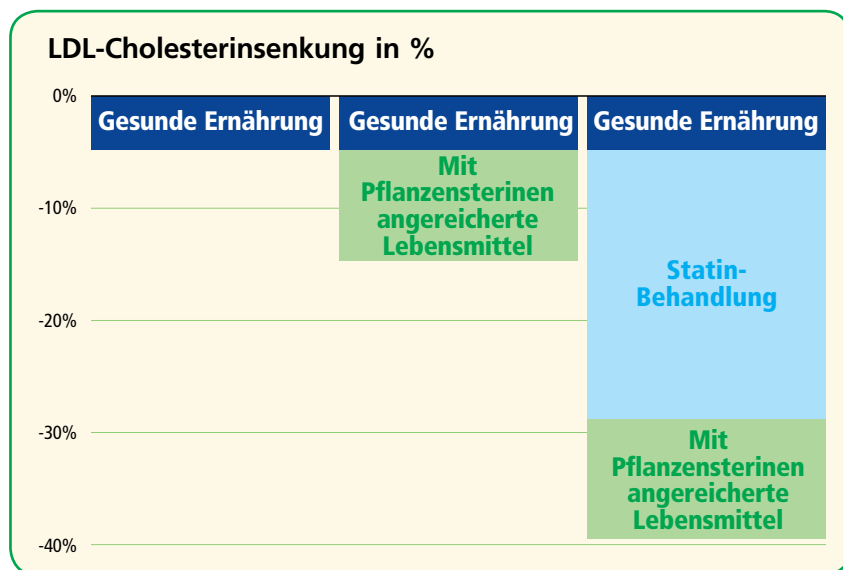 LDL-Cholesterinsenkung in %
0%
Gesunde Ernährung
Gesunde Ernährung
Gesunde Ernährung
Mit
Pflanzensterinen
angereicherte
Lebensmittel
-10%
Statin-
Behandlung
-20%
-30%
Mit
Pflanzensterinen
angereicherte
Lebensmittel
-40%